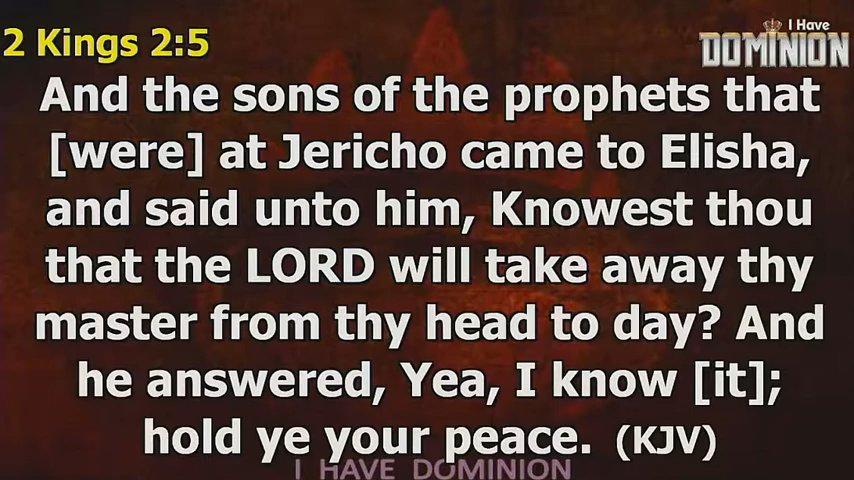 2 Kings 2:5
I Have
DOMINION
And the sons of the prophets that
[were] at Jericho came to Elisha,
and said unto him, Knowest thou
that the LORD will take away thy
master from thy head to day? And
he answered, Yea, I know [it];
hold ye your peace. (KJV)
I HAVE DOMINION